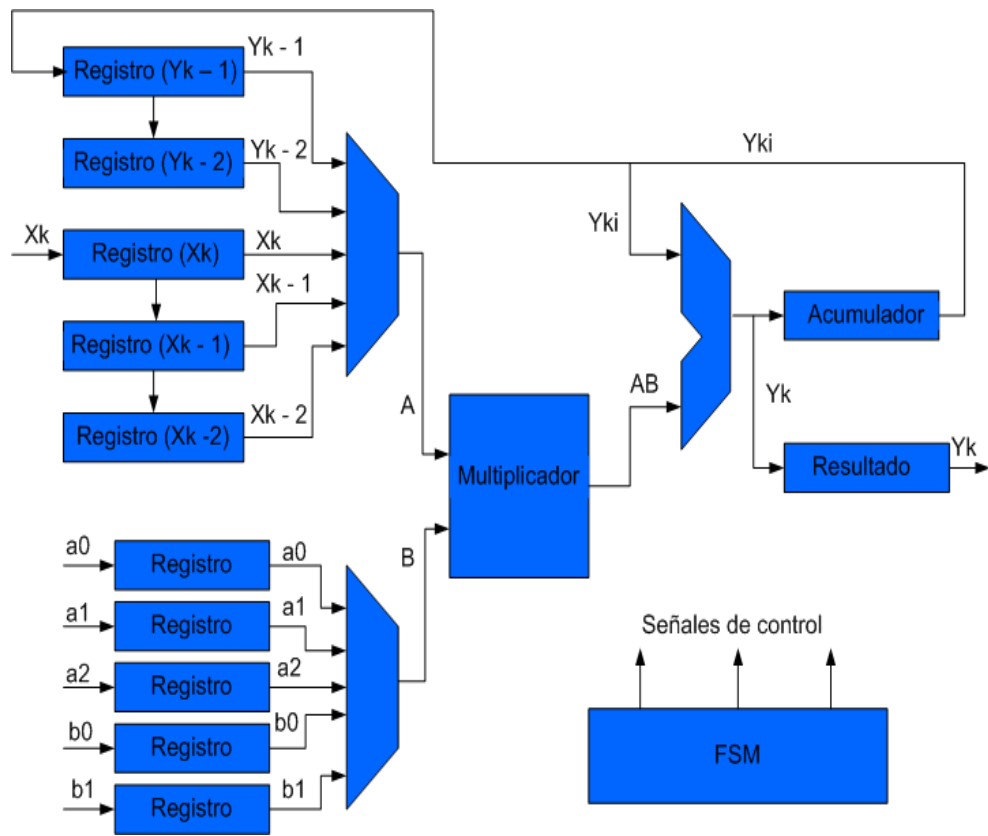 Yk - 1
Registro (Yk – 1)
Yk - 2
Registro (Yk - 2)
Yki
Xk
Registro (Xk)
Xk
Yki
Xk - 1
Registro (Xk - 1)
Acumulador
Xk - 2
Registro (Xk -2)
A
AB
Yk
Multiplicador
Resultado
Yk
a0
Registro
a0
B
a1
Registro
a1
Señales de control
a2
Registro
a2
b0
Registro
b0
FSM
b1
Registro
b1